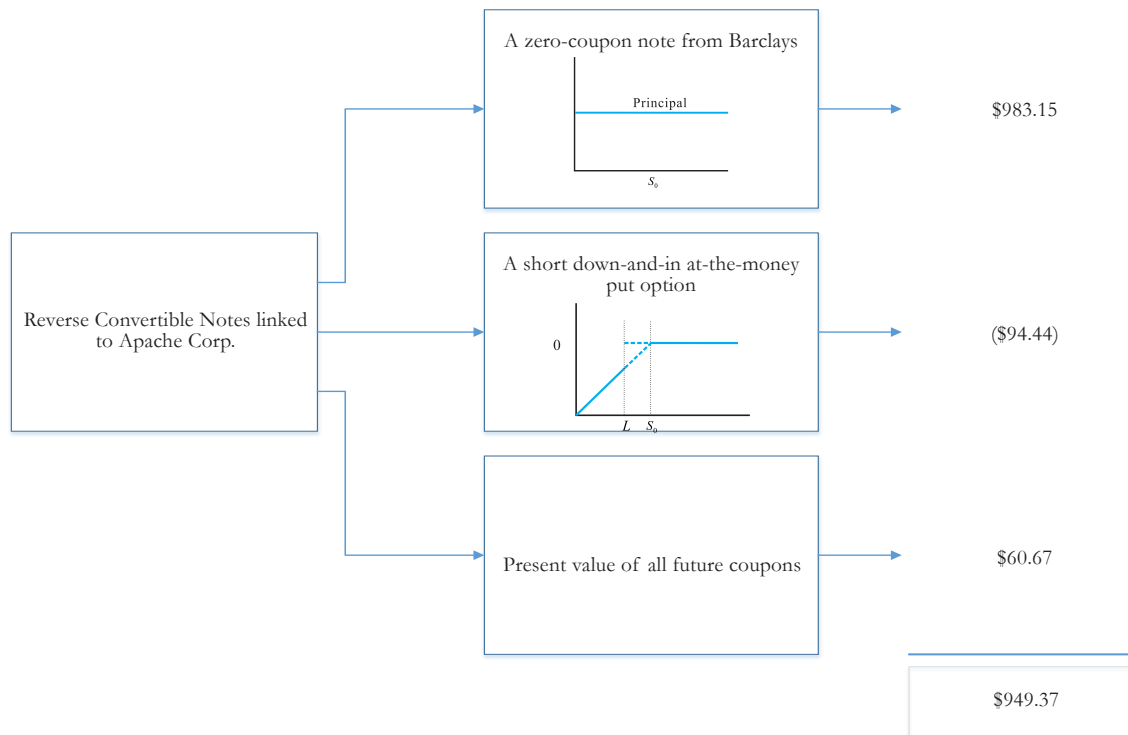 A zero-coupon note from Barclays
Principal
S₀
$983.15
Reverse Convertible Notes linked
to Apache Corp.
A short down-and-in at-the-money
put option
0
L S₀
($94.44)
Present value of all future coupons
$60.67
$949.37